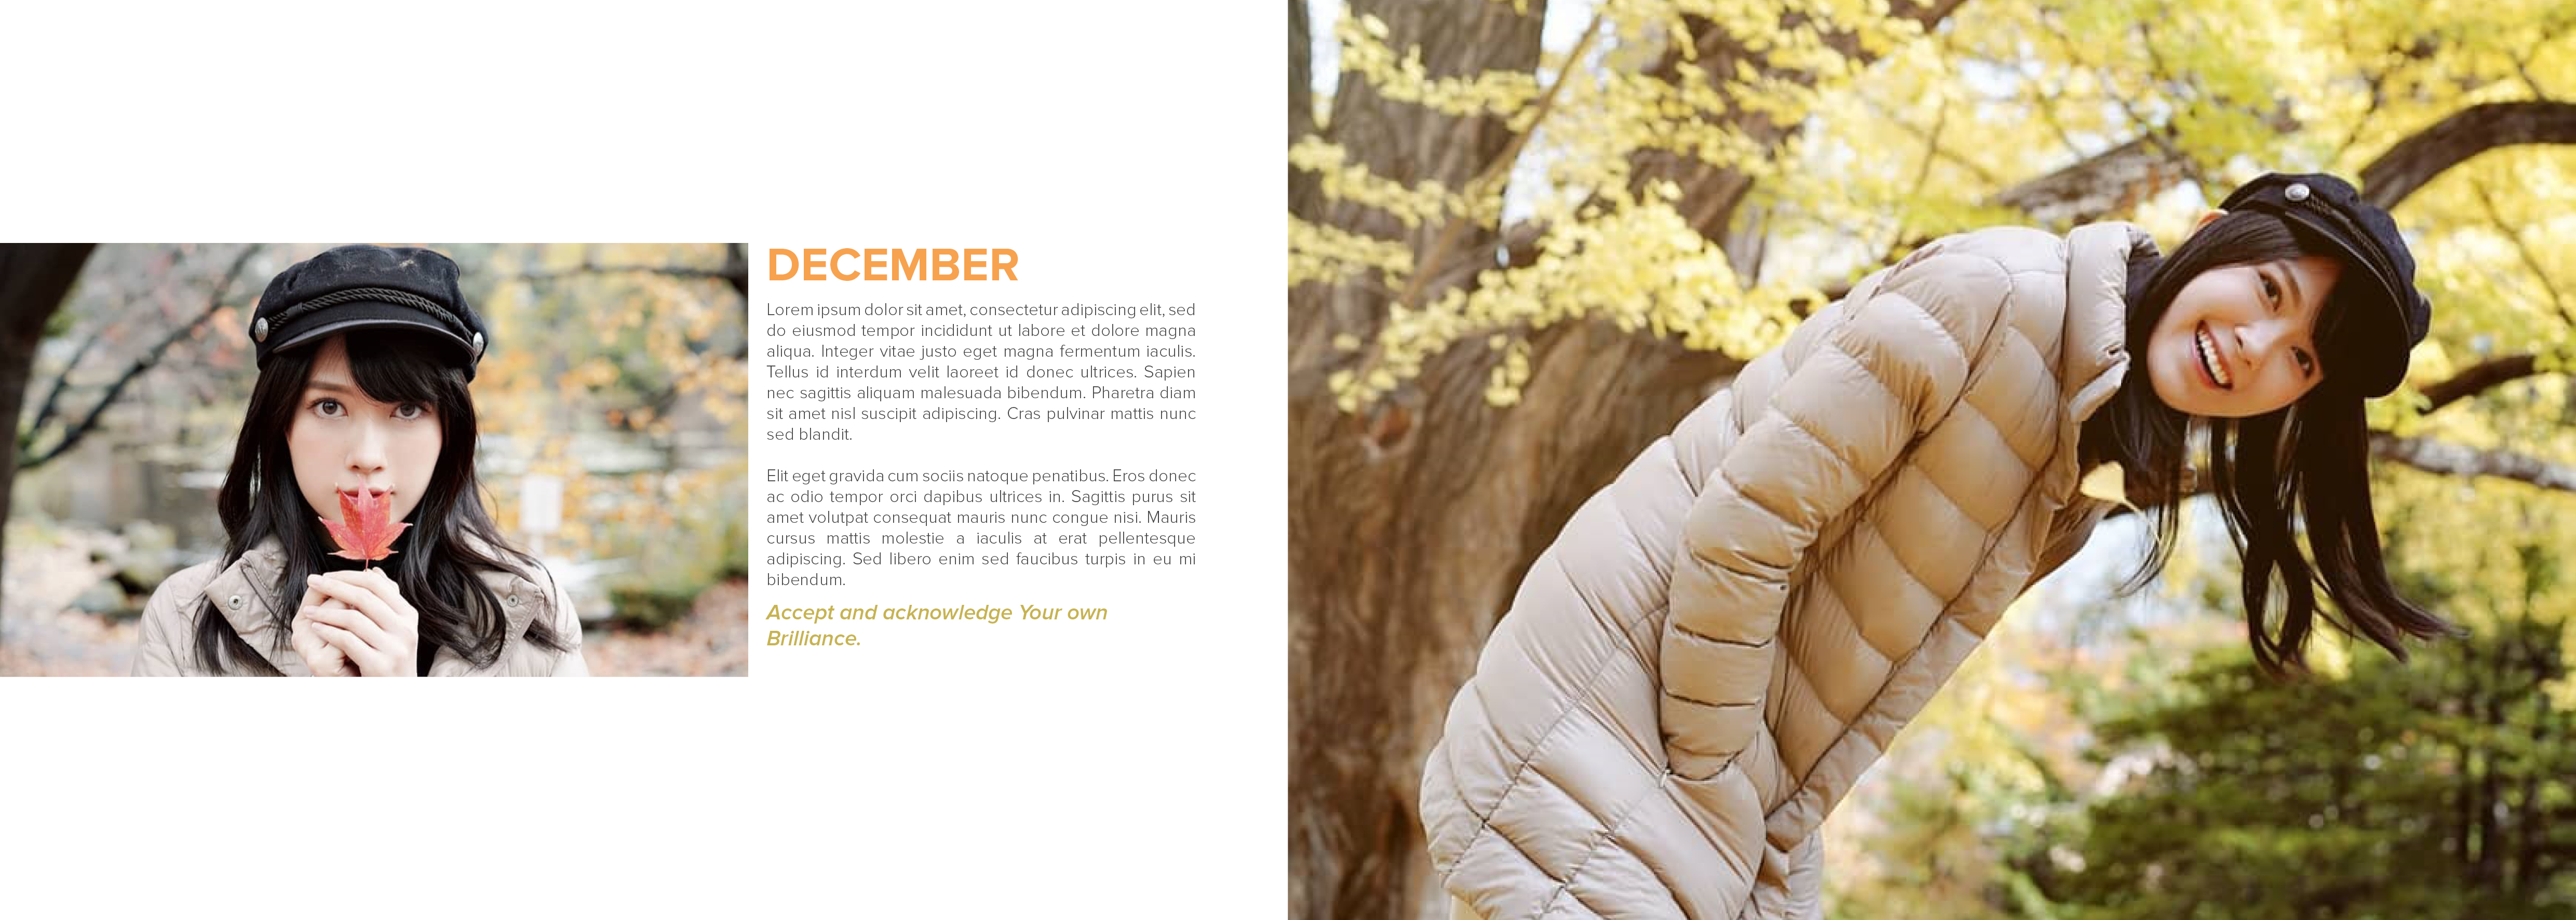 DECEMBER
Lorem ipsum dolor sit amet, consectetur adipiscing elit, sed
do eiusmod tempor incididunt ut labore et dolore magna
aliqua. Integer vitae justo eget magna fermentum iaculis.
Tellus id interdum velit laoreet id donec ultrices. Sapien
nec sagittis aliquam malesuada bibendum. Pharetra diam
sit amet nisl suscipit adipiscing. Cras pulvinar mattis nunc
sed blandit.
Elit eget gravida cum sociis natoque penatibus. Eros donec
ac odio tempor orci dapibus ultrices in. Sagittis purus sit
amet volutpat consequat mauris nunc congue nisi. Mauris
cursus mattis molestie a iaculis at erat pellentesque
adipiscing. Sed libero enim sed faucibus turpis in eu mi
bibendum.
Accept and acknowledge Your own
Brilliance.